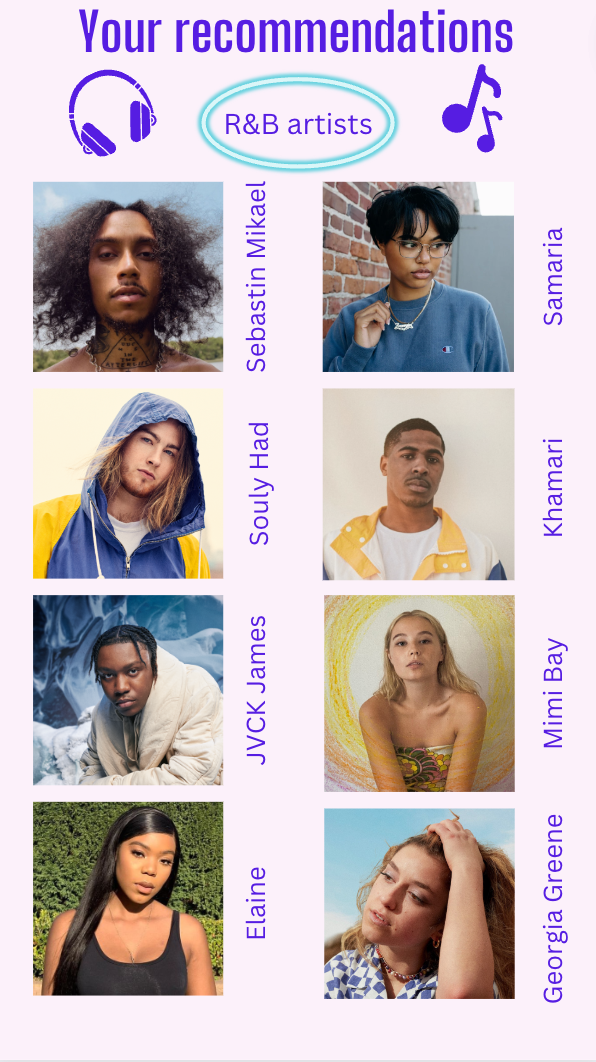 Your recommendations
R&B artists
Sebastin Mikael
Samaria
Souly Had
Khamari
JVCK James
Mimi Bay
Elaine
Georgia Greene